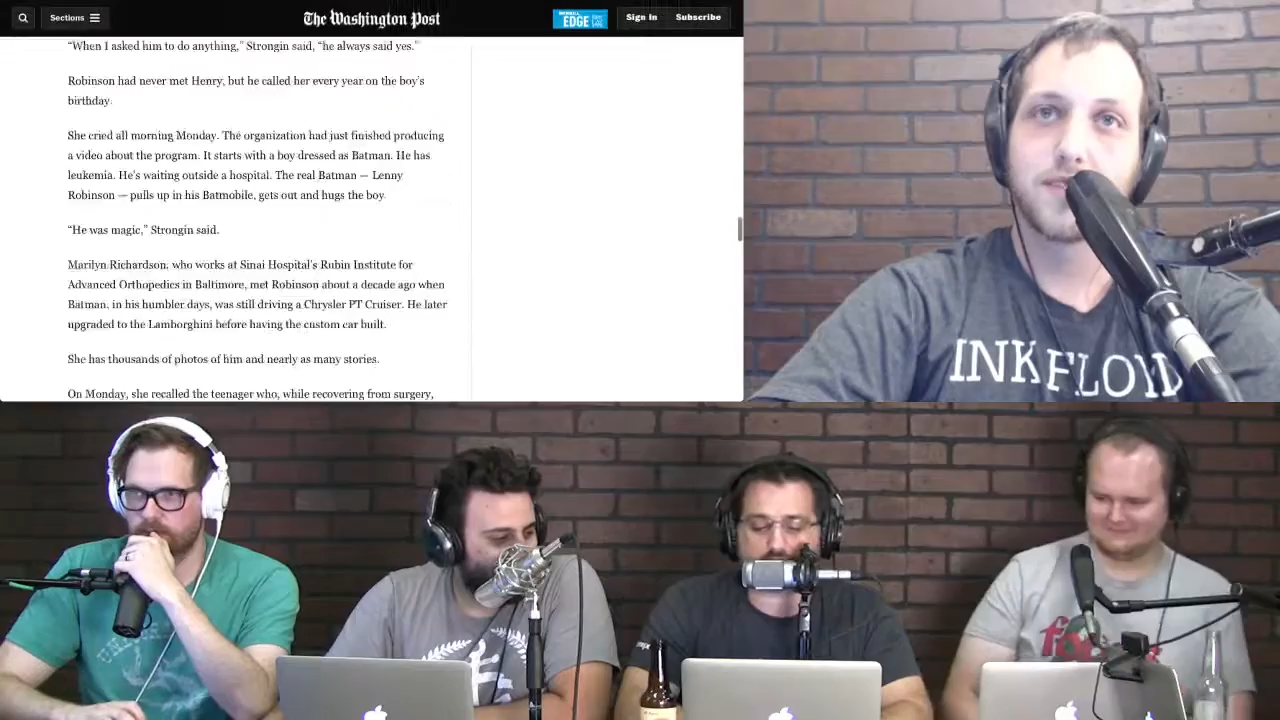 Sections
The Washington Post
EDGE
Sign In
Subscribe
“When I asked him to do anything,” Strongin said, “he always said yes.”
Robinson had never met Henry, but he called her every year on the boy’s
birthday.
She cried all morning Monday. The organization had just finished producing
a video about the program. It starts with a boy dressed as Batman. He has
leukemia. He’s waiting outside a hospital. The real Batman — Lenny
Robinson — pulls up in his Batmobile, gets out and hugs the boy.
“He was magic,” Strongin said.
Marilyn Richardson, who works at Sinai Hospital’s Rubin Institute for
Advanced Orthopedics in Baltimore, met Robinson about a decade ago when
Batman, in his humbler days, was still driving a Chrysler PT Cruiser. He later
upgraded to the Lamborghini before having the custom car built.
She has thousands of photos of him and nearly as many stories.
On Monday, she recalled the teenager who, while recovering from surgery,
INK FLOYD